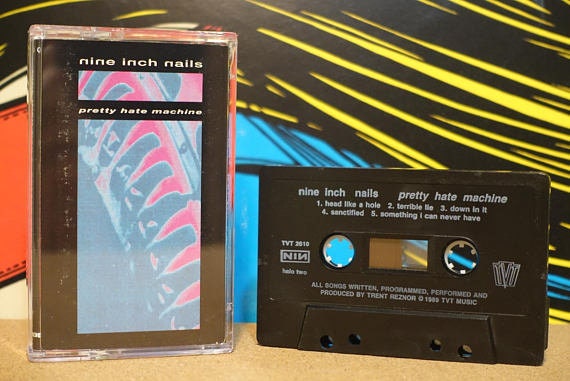 nine inch nails
pretty hate machine
nine inch nails pretty hate machine
1. head like a hole 2. terrible lie 3. down in it
4. sanctified 5. something i can never have
TVT 2610
NIN
halo two
TVT
ALL SONGS WRITTEN, PROGRAMMED, PERFORMED AND
PRODUCED BY TRENT REZNOR © 1989 TVT MUSIC